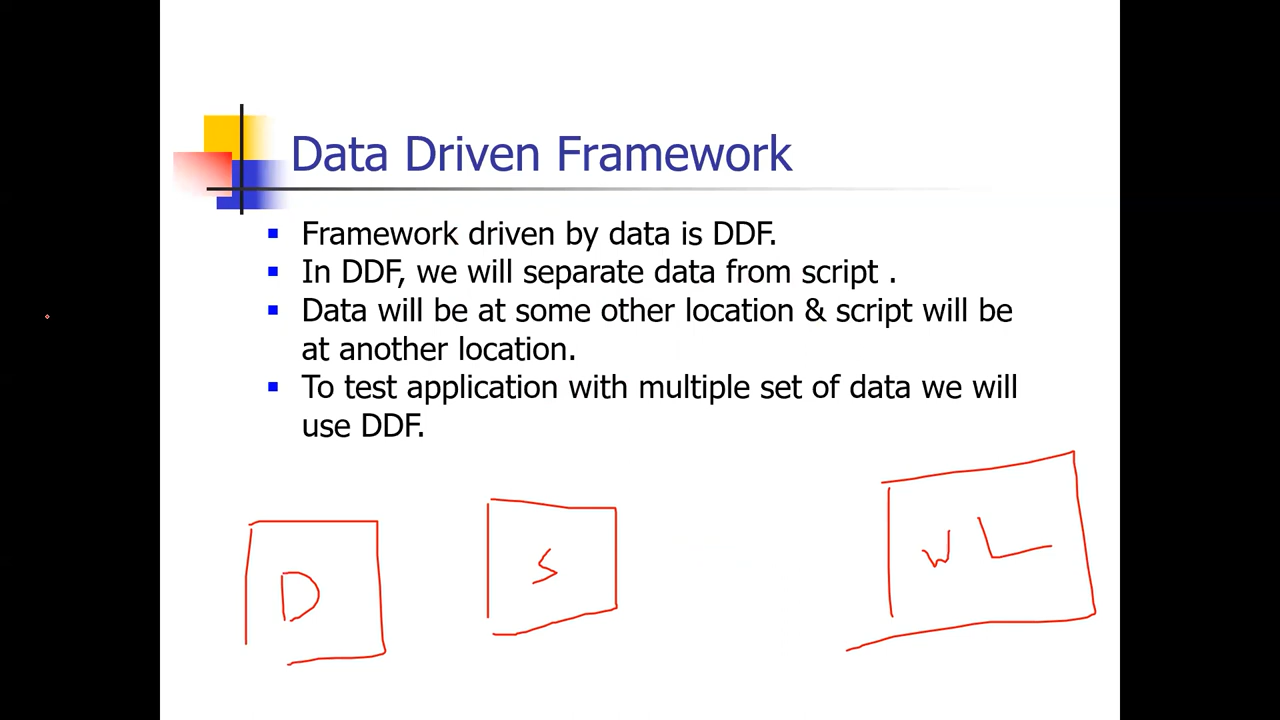 Data Driven Framework
Framework driven by data is DDF.
In DDF, we will separate data from script .
Data will be at some other location & script will be
at another location.
To test application with multiple set of data we will
use DDF.
D
S
W L